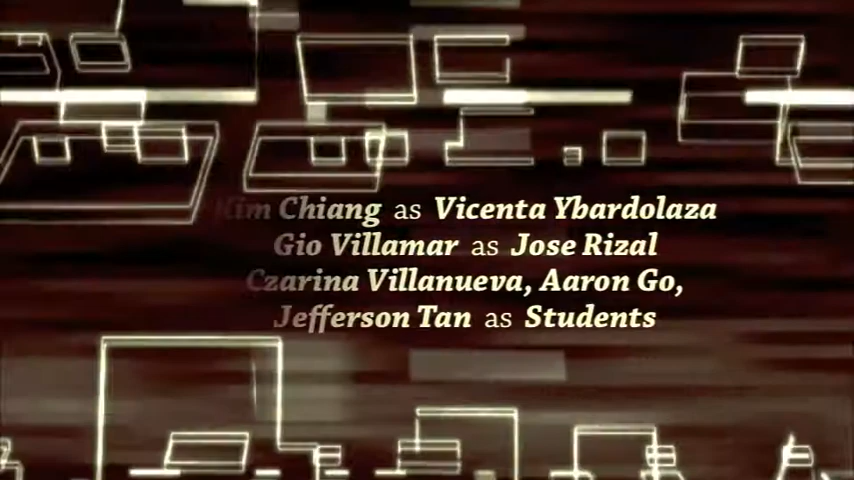 Kim Chiang as Vicenta Ybardolaza
Gio Villamar as Jose Rizal
Czarina Villanueva, Aaron Go,
Jefferson Tan as Students